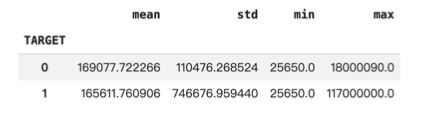 mean std min max
TARGET
0 169077.722266 110476.268524 25650.0 18000090.0
1 165611.760906 746676.959440 25650.0 117000000.0